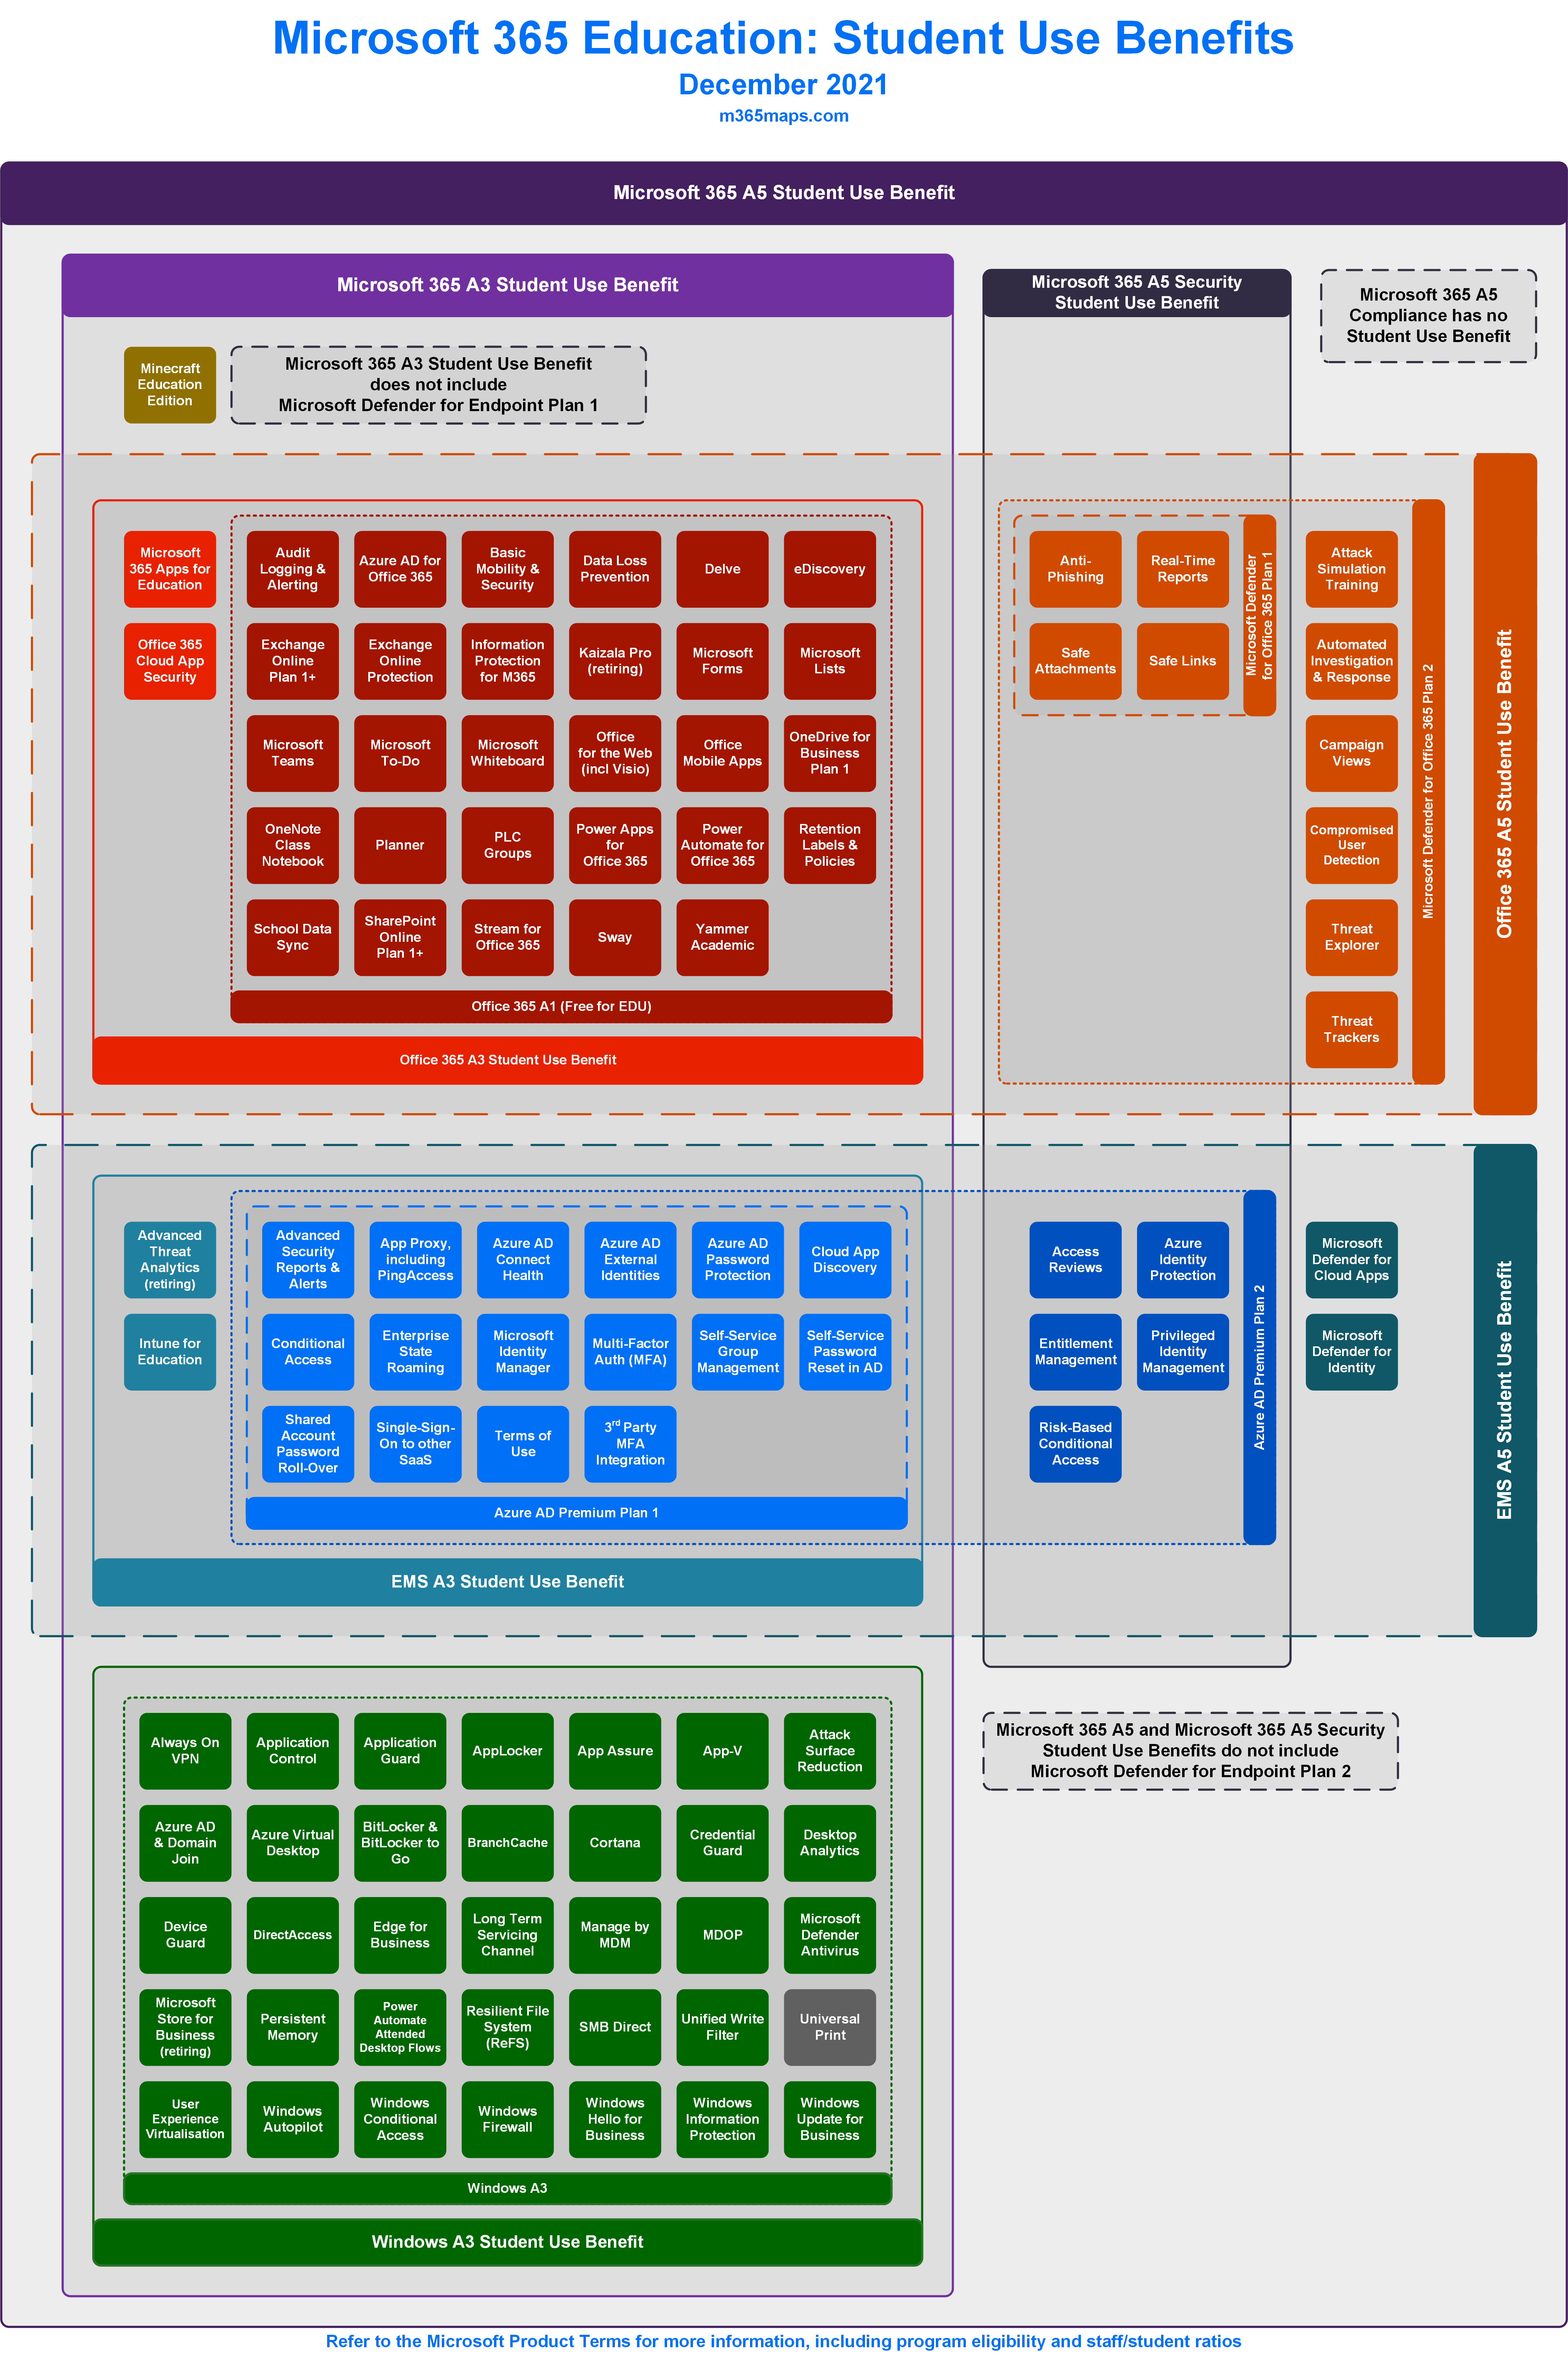 Microsoft 365 Education: Student Use Benefits
December 2021
m365maps.com
Microsoft 365 A5 Student Use Benefit
Microsoft 365 A3 Student Use Benefit
Microsoft 365 A5 Security
Student Use Benefit
Microsoft 365 A5
Compliance has no
Student Use Benefit
Minecraft
Education
Edition
Microsoft 365 A3 Student Use Benefit
does not include
Microsoft Defender for Endpoint Plan 1
Microsoft
365 Apps for
Education
Audit
Logging &
Alerting
Azure AD for
Office 365
Basic
Mobility &
Security
Data Loss
Prevention
Delve
eDiscovery
Office 365
Cloud App
Security
Exchange
Online
Plan 1+
Exchange
Online
Protection
Information
Protection
for M365
Kaizala Pro
(retiring)
Microsoft
Forms
Microsoft
Lists
Microsoft
Teams
Microsoft
To-Do
Microsoft
Whiteboard
Office
for the Web
(incl Visio)
Office
Mobile Apps
OneDrive for
Business
Plan 1
OneNote
Class
Notebook
Planner
PLC
Groups
Power Apps
for
Office 365
Power
Automate for
Office 365
Retention
Labels &
Policies
School Data
Sync
SharePoint
Online
Plan 1+
Stream for
Office 365
Sway
Yammer
Academic
Office 365 A1 (Free for EDU)
Office 365 A3 Student Use Benefit
Anti-
Phishing
Real-Time
Reports
Safe
Attachments
Safe Links
Microsoft Defender
for Office 365 Plan 1
Attack
Simulation
Training
Automated
Investigation
& Response
Campaign
Views
Compromised
User
Detection
Threat
Explorer
Threat
Trackers
Microsoft Defender for Office 365 Plan 2
Office 365 A5 Student Use Benefit
Advanced
Threat
Analytics
(retiring)
Intune for
Education
Advanced
Security
Reports &
Alerts
App Proxy,
including
PingAccess
Azure AD
Connect
Health
Azure AD
External
Identities
Azure AD
Password
Protection
Cloud App
Discovery
Conditional
Access
Enterprise
State
Roaming
Microsoft
Identity
Manager
Multi-Factor
Auth (MFA)
Self-Service
Group
Management
Self-Service
Password
Reset in AD
Shared
Account
Password
Roll-Over
Single-Sign-
On to other
SaaS
Terms of
Use
3rd Party
MFA
Integration
Azure AD Premium Plan 1
EMS A3 Student Use Benefit
Access
Reviews
Azure
Identity
Protection
Entitlement
Management
Privileged
Identity
Management
Risk-Based
Conditional
Access
Azure AD Premium Plan 2
Microsoft
Defender for
Cloud Apps
Microsoft
Defender for
Identity
EMS A5 Student Use Benefit
Always On
VPN
Application
Control
Application
Guard
AppLocker
App Assure
App-V
Attack
Surface
Reduction
Azure AD
& Domain
Join
Azure Virtual
Desktop
BitLocker &
BitLocker to
Go
BranchCache
Cortana
Credential
Guard
Desktop
Analytics
Device
Guard
DirectAccess
Edge for
Business
Long Term
Servicing
Channel
Manage by
MDM
MDOP
Microsoft
Defender
Antivirus
Microsoft
Store for
Business
(retiring)
Persistent
Memory
Power
Automate
Attended
Desktop Flows
Resilient File
System
(ReFS)
SMB Direct
Unified Write
Filter
Universal
Print
User
Experience
Virtualisation
Windows
Autopilot
Windows
Conditional
Access
Windows
Firewall
Windows
Hello for
Business
Windows
Information
Protection
Windows
Update for
Business
Windows A3
Windows A3 Student Use Benefit
Microsoft 365 A5 and Microsoft 365 A5 Security
Student Use Benefits do not include
Microsoft Defender for Endpoint Plan 2
Refer to the Microsoft Product Terms for more information, including program eligibility and staff/student ratios